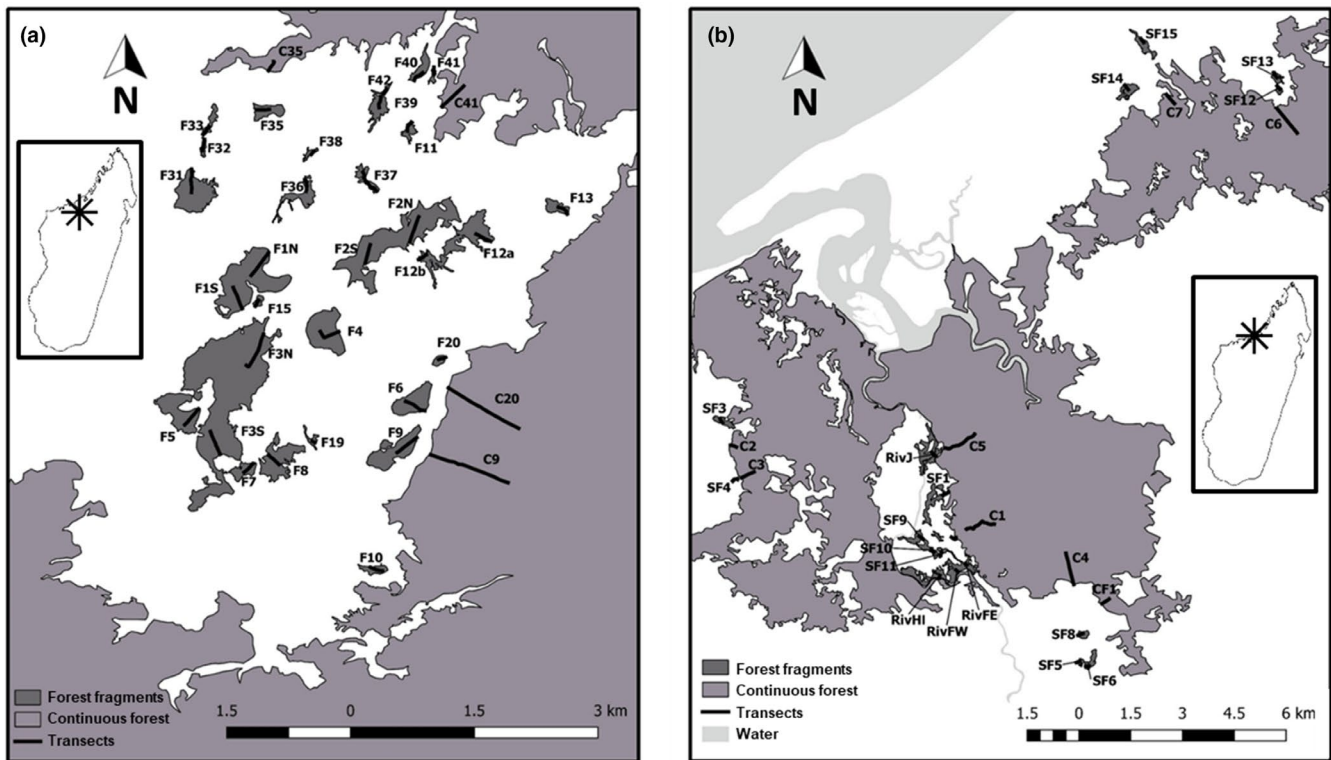 (a)
N
C35
F40
F41
F42
F39
C41
F33
F35
F32
F11
F38
F31
F36
F37
F13
F2N
F2S
F12a
F12b
F1N
F1S
F15
F4
F3N
F20
F6
C20
F5
F3S
F19
F9
C9
F7
F8
F10
Forest fragments
Continuous forest
Transects
1.5 0 3 km
(b)
N
SF15
SF13
SF14
SF12
C7
C6
SF3
C2
C3
SF4
C5
RivJ
SF1
C1
SF9
SF10
SF11
C4
CF1
RivHI
RivFE
RivFW
SF8
SF5
SF6
Forest fragments
Continuous forest
Transects
Water
1.5 0 1.5 3 4.5 6 km